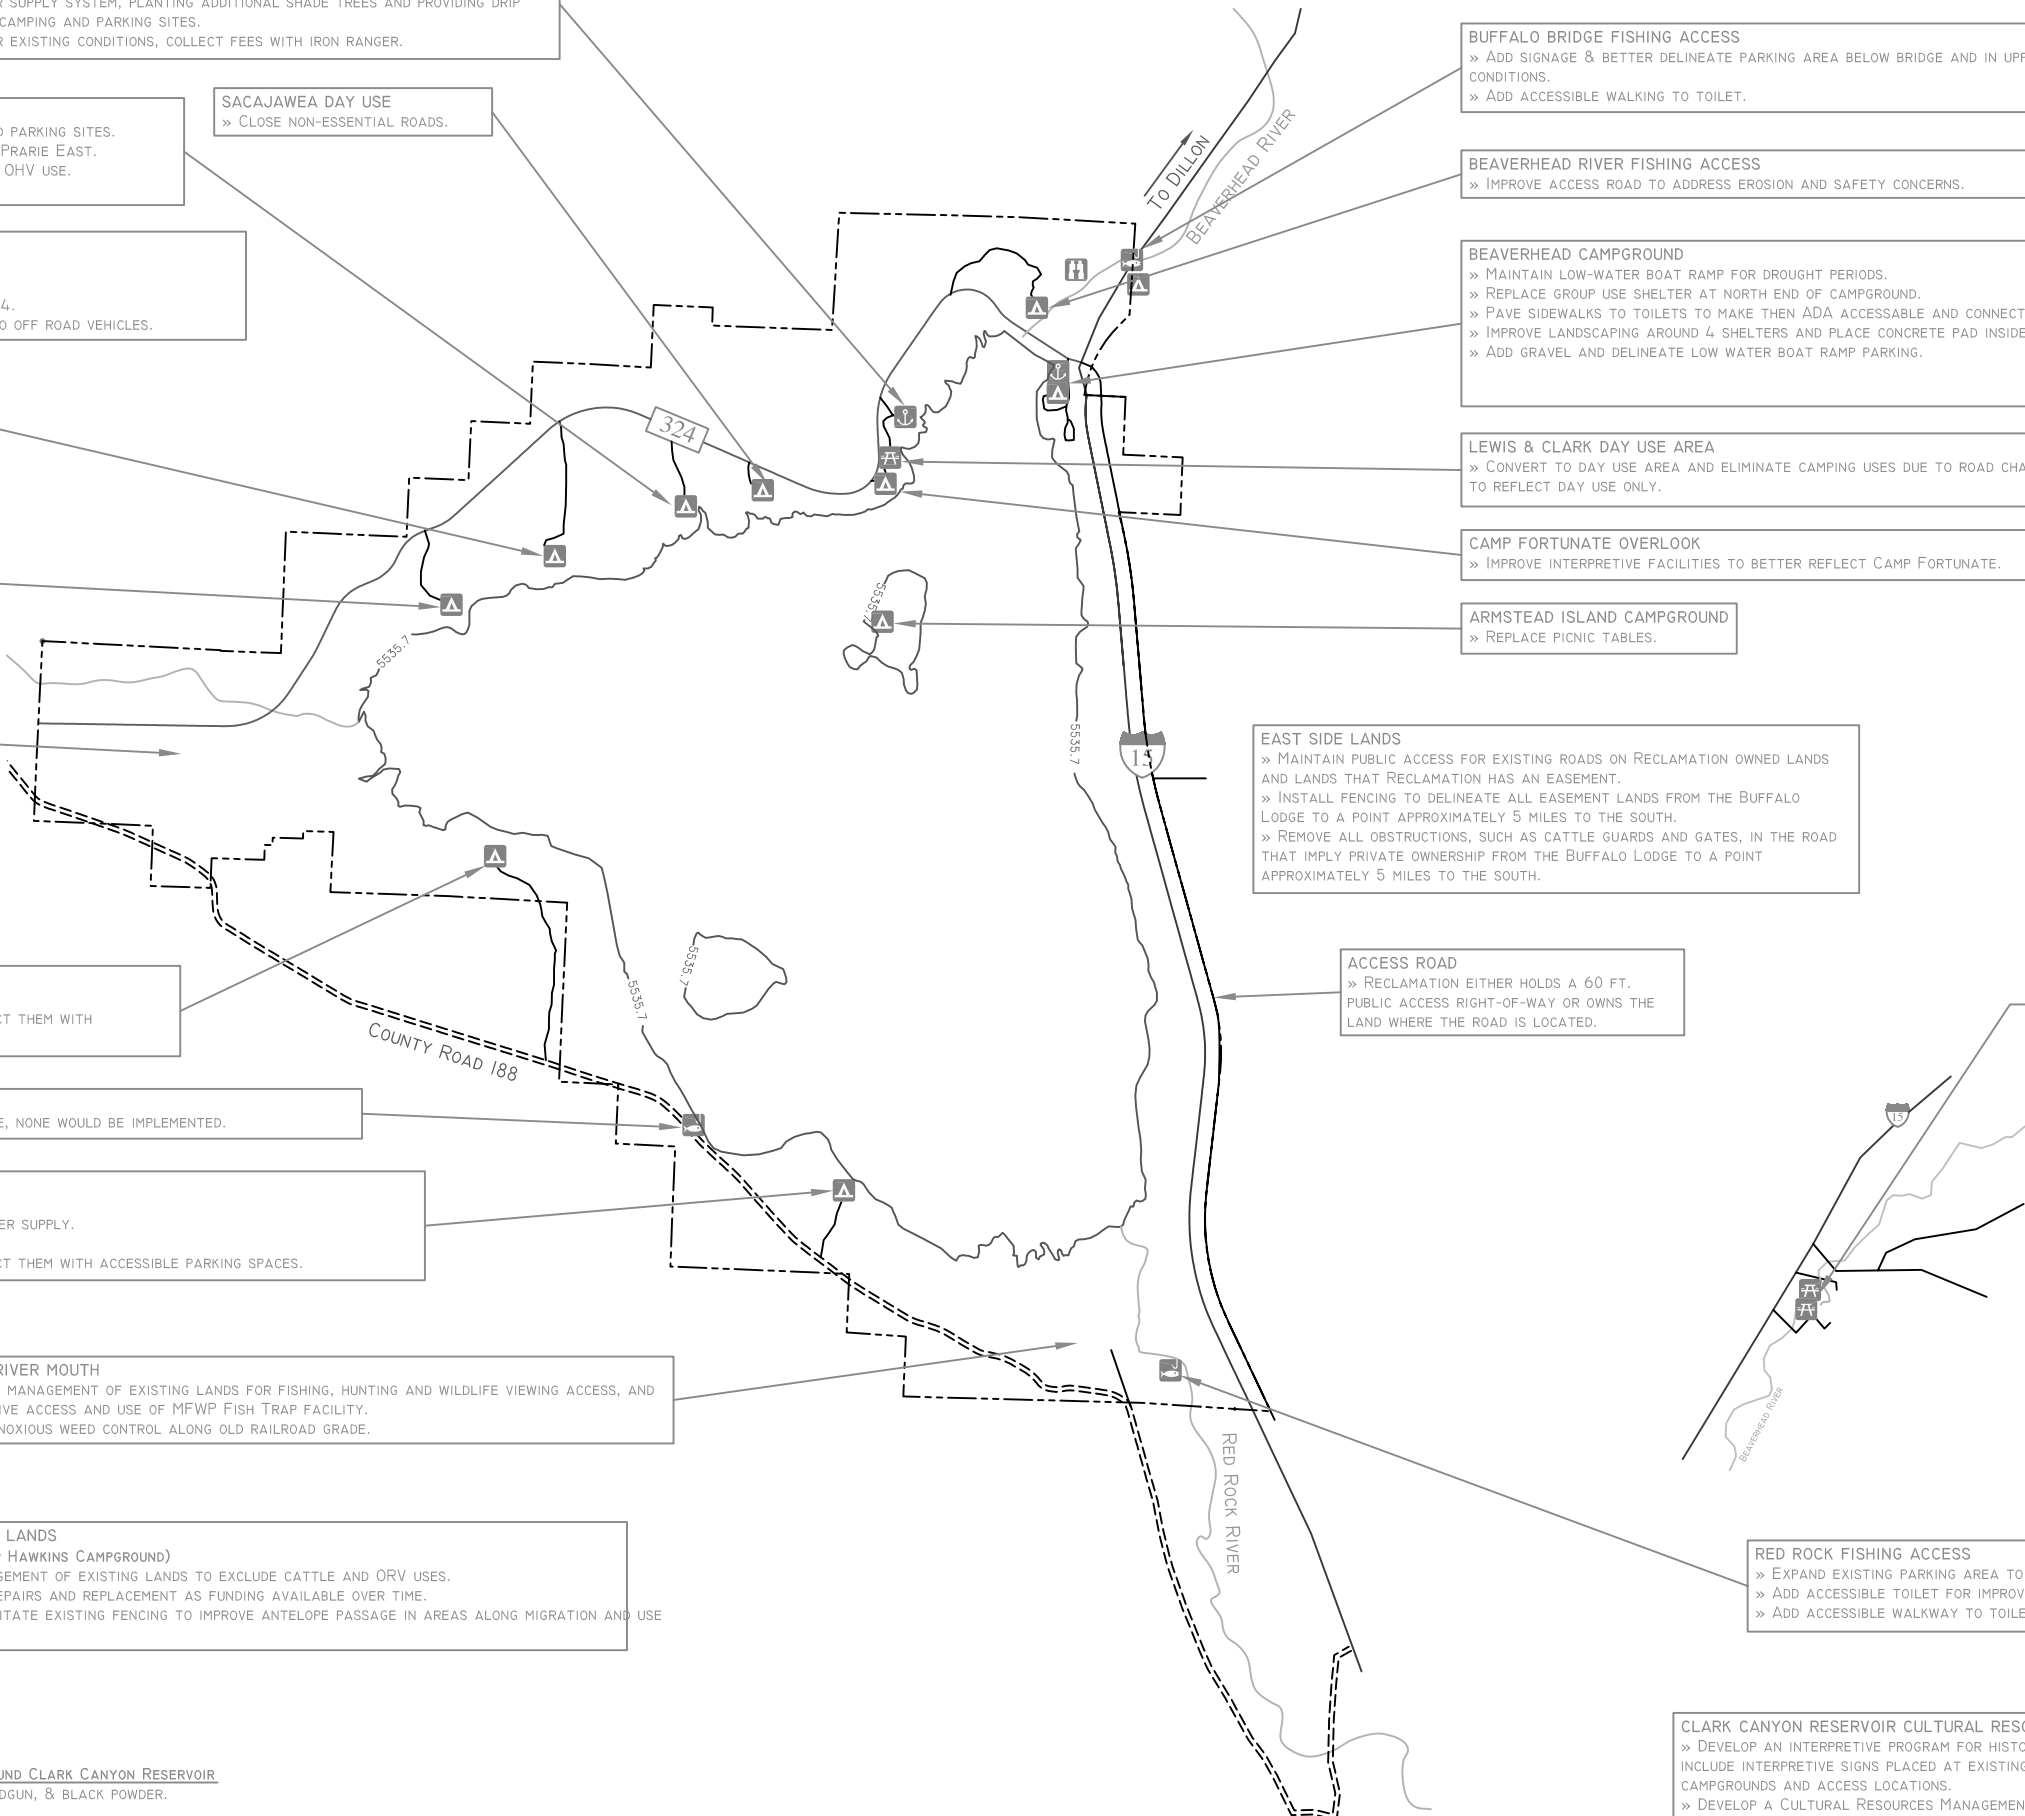 R SUPPLY SYSTEM, PLANTING ADDITIONAL SHADE TREES AND PROVIDING DRIP
CAMPING AND PARKING SITES.
R EXISTING CONDITIONS, COLLECT FEES WITH IRON RANGER.
D PARKING SITES.
PRARIE EAST.
OHV USE.
SACAJAWEA DAY USE
» CLOSE NON-ESSENTIAL ROADS.
4.
O OFF ROAD VEHICLES.
BUFFALO BRIDGE FISHING ACCESS
» ADD SIGNAGE & BETTER DELINEATE PARKING AREA BELOW BRIDGE AND IN UPP
CONDITIONS.
» ADD ACCESSIBLE WALKING TO TOILET.
BEAVERHEAD RIVER FISHING ACCESS
» IMPROVE ACCESS ROAD TO ADDRESS EROSION AND SAFETY CONCERNS.
BEAVERHEAD CAMPGROUND
» MAINTAIN LOW-WATER BOAT RAMP FOR DROUGHT PERIODS.
» REPLACE GROUP USE SHELTER AT NORTH END OF CAMPGROUND.
» PAVE SIDEWALKS TO TOILETS TO MAKE THEN ADA ACCESSABLE AND CONNECT
» IMPROVE LANDSCAPING AROUND 4 SHELTERS AND PLACE CONCRETE PAD INSIDE
» ADD GRAVEL AND DELINEATE LOW WATER BOAT RAMP PARKING.
LEWIS & CLARK DAY USE AREA
» CONVERT TO DAY USE AREA AND ELIMINATE CAMPING USES DUE TO ROAD CHA
TO REFLECT DAY USE ONLY.
CAMP FORTUNATE OVERLOOK
» IMPROVE INTERPRETIVE FACILITIES TO BETTER REFLECT CAMP FORTUNATE.
ARMSTEAD ISLAND CAMPGROUND
» REPLACE PICNIC TABLES.
TO DILLON
BEAVERHEAD RIVER
324
5535.7
5535.7
5535.7
15
EAST SIDE LANDS
» MAINTAIN PUBLIC ACCESS FOR EXISTING ROADS ON RECLAMATION OWNED LANDS
AND LANDS THAT RECLAMATION HAS AN EASEMENT.
» INSTALL FENCING TO DELINEATE ALL EASEMENT LANDS FROM THE BUFFALO
LODGE TO A POINT APPROXIMATELY 5 MILES TO THE SOUTH.
» REMOVE ALL OBSTRUCTIONS, SUCH AS CATTLE GUARDS AND GATES, IN THE ROAD
THAT IMPLY PRIVATE OWNERSHIP FROM THE BUFFALO LODGE TO A POINT
APPROXIMATELY 5 MILES TO THE SOUTH.
ACCESS ROAD
» RECLAMATION EITHER HOLDS A 60 FT.
PUBLIC ACCESS RIGHT-OF-WAY OR OWNS THE
LAND WHERE THE ROAD IS LOCATED.
5535.7
5535.7
CT THEM WITH
COUNTY ROAD 188
E, NONE WOULD BE IMPLEMENTED.
ER SUPPLY.
CT THEM WITH ACCESSIBLE PARKING SPACES.
15
BEAVERHEAD RIVER
RIVER MOUTH
MANAGEMENT OF EXISTING LANDS FOR FISHING, HUNTING AND WILDLIFE VIEWING ACCESS, AND
IVE ACCESS AND USE OF MFWP FISH TRAP FACILITY.
NOXIOUS WEED CONTROL ALONG OLD RAILROAD GRADE.
RED ROCK RIVER
LANDS
HAWKINS CAMPGROUND)
GEMENT OF EXISTING LANDS TO EXCLUDE CATTLE AND ORV USES.
EPAIRS AND REPLACEMENT AS FUNDING AVAILABLE OVER TIME.
ITATE EXISTING FENCING TO IMPROVE ANTELOPE PASSAGE IN AREAS ALONG MIGRATION AND USE
RED ROCK FISHING ACCESS
» EXPAND EXISTING PARKING AREA TO
» ADD ACCESSIBLE TOILET FOR IMPROV
» ADD ACCESSIBLE WALKWAY TO TOILE
CLARK CANYON RESERVOIR CULTURAL RESO
» DEVELOP AN INTERPRETIVE PROGRAM FOR HISTO
INCLUDE INTERPRETIVE SIGNS PLACED AT EXISTING
CAMPGROUNDS AND ACCESS LOCATIONS.
» DEVELOP A CULTURAL RESOURCES MANAGEMEN
UND CLARK CANYON RESERVOIR
DGUN, & BLACK POWDER.